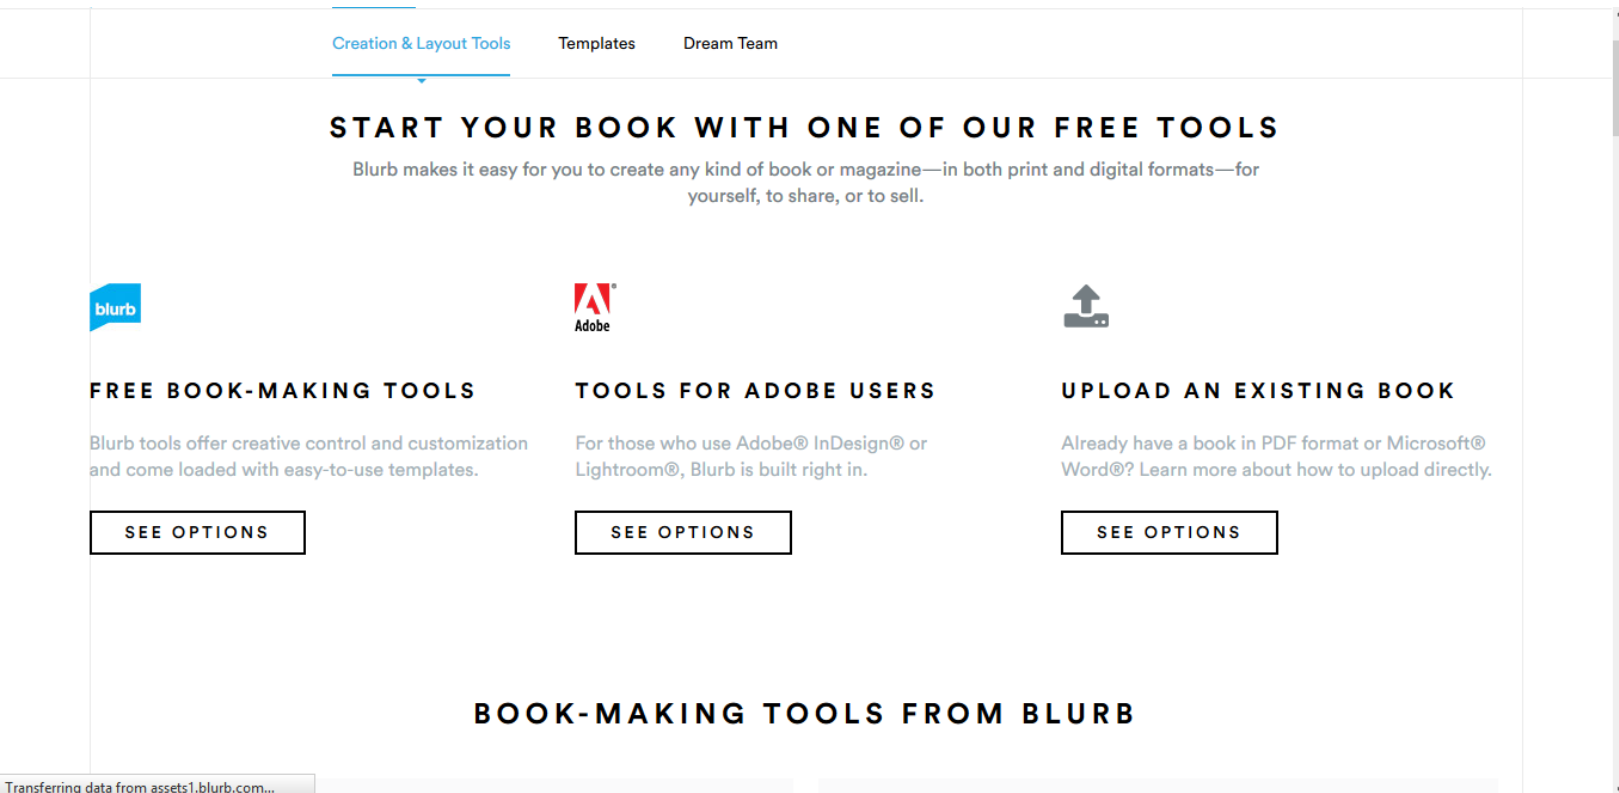 Creation & Layout Tools Templates Dream Team
START YOUR BOOK WITH ONE OF OUR FREE TOOLS
Blurb makes it easy for you to create any kind of book or magazine—in both print and digital formats—for
yourself, to share, or to sell.
blurb
Adobe
FREE BOOK-MAKING TOOLS
Blurb tools offer creative control and customization
and come loaded with easy-to-use templates.
SEE OPTIONS
TOOLS FOR ADOBE USERS
For those who use Adobe® InDesign® or
Lightroom®, Blurb is built right in.
SEE OPTIONS
UPLOAD AN EXISTING BOOK
Already have a book in PDF format or Microsoft®
Word®? Learn more about how to upload directly.
SEE OPTIONS
BOOK-MAKING TOOLS FROM BLURB
Transferring data from assets1.blurb.com...